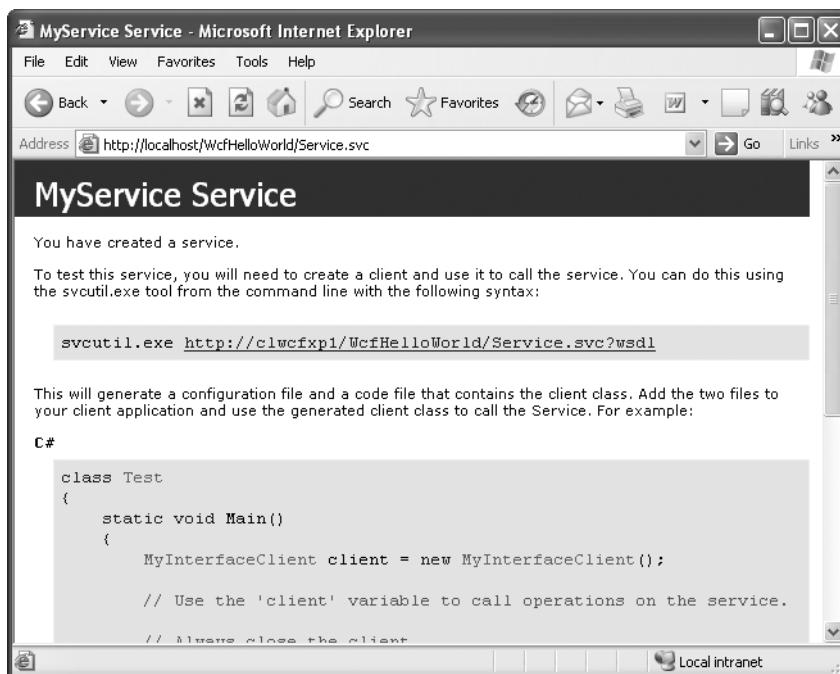 MyService Service - Microsoft Internet Explorer
File Edit View Favorites Tools Help
Back Search Favorites
Address http://localhost/WcfHelloWorld/Service.svc Go Links »
MyService Service
You have created a service.
To test this service, you will need to create a client and use it to call the service. You can do this using
the svcutil.exe tool from the command line with the following syntax:
svcutil.exe http://clwcfxp1/WcfHelloWorld/Service.svc?wsdl
This will generate a configuration file and a code file that contains the client class. Add the two files to
your client application and use the generated client class to call the Service. For example:
C#
class Test
{
static void Main()
{
MyInterfaceClient client = new MyInterfaceClient();
// Use the 'client' variable to call operations on the service.
// Always close the client.
Local intranet